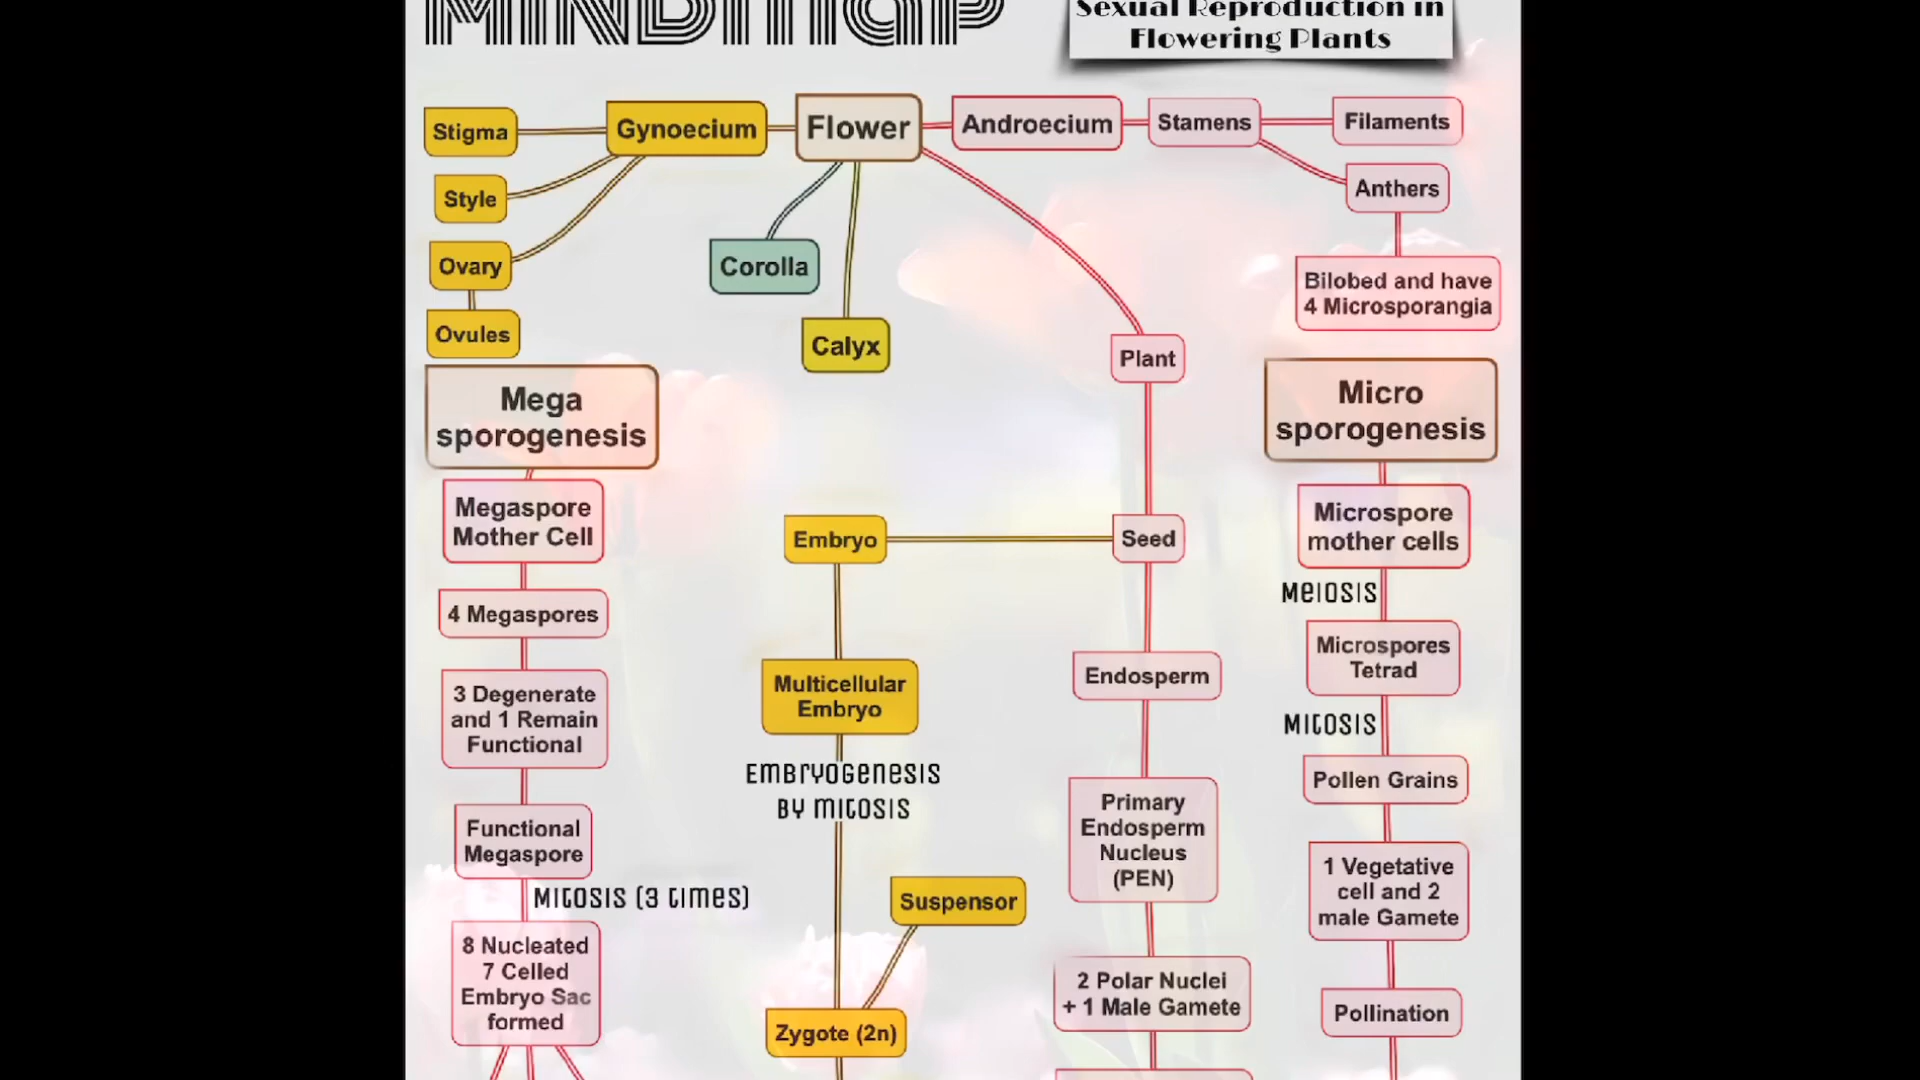 MINDMAP
Sexual Reproduction in
Flowering Plants
Stigma
Gynoecium
Flower
Androecium
Stamens
Filaments
Style
Anthers
Ovary
Corolla
Bilobed and have
4 Microsporangia
Ovules
Calyx
Plant
Mega
sporogenesis
Micro
sporogenesis
Megaspore
Mother Cell
Embryo
Seed
Microspore
mother cells
Meiosis
4 Megaspores
Multicellular
Embryo
Endosperm
Microspores
Tetrad
3 Degenerate
and 1 Remain
Functional
Mitosis
Embryogenesis
by mitosis
Pollen Grains
Functional
Megaspore
Primary
Endosperm
Nucleus
(PEN)
1 Vegetative
cell and 2
male Gamete
Mitosis (3 times)
Suspensor
8 Nucleated
7 Celled
Embryo Sac
formed
2 Polar Nuclei
+ 1 Male Gamete
Pollination
Zygote (2n)